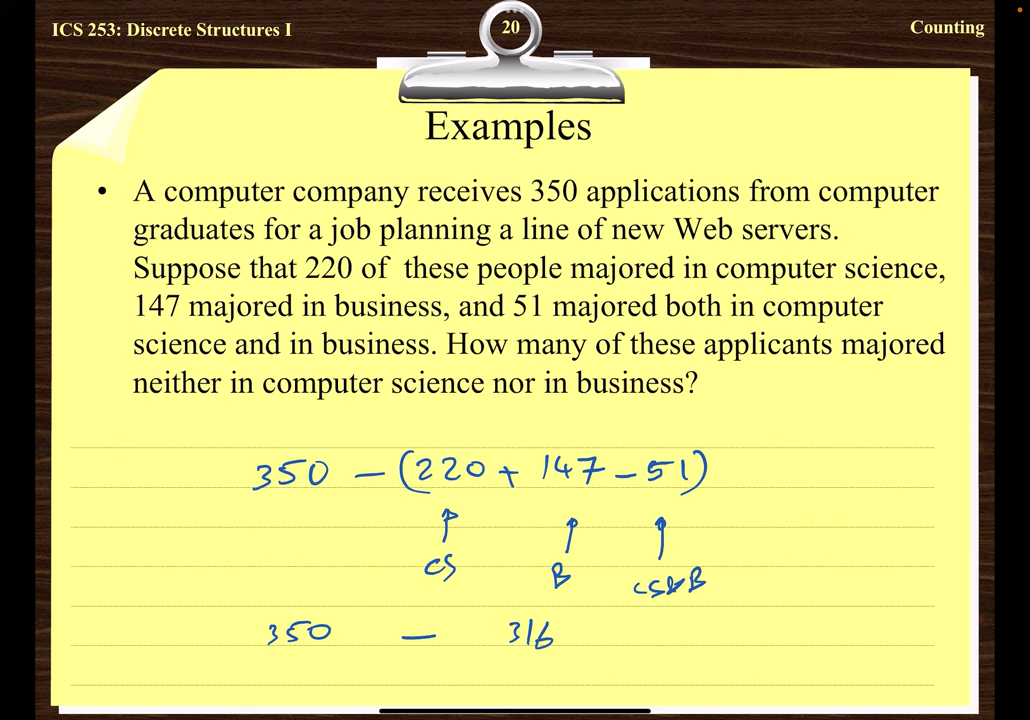 ICS 253: Discrete Structures I 20 Counting
Examples
• A computer company receives 350 applications from computer
graduates for a job planning a line of new Web servers.
Suppose that 220 of these people majored in computer science,
147 majored in business, and 51 majored both in computer
science and in business. How many of these applicants majored
neither in computer science nor in business?
350 – (220 + 147 – 51)
CS B CS&B
350 – 316